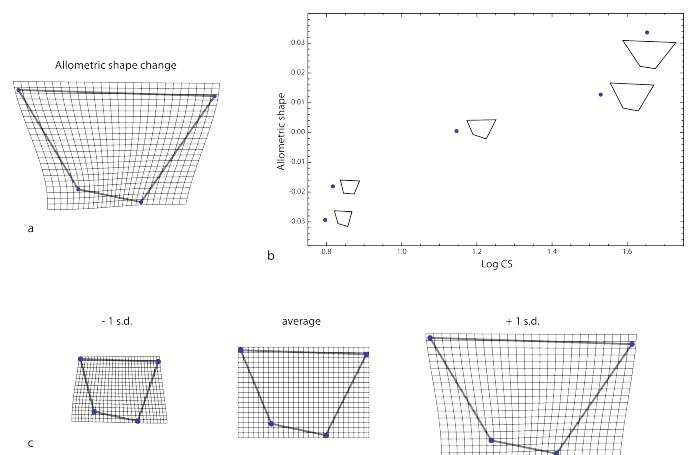 Allometric shape change
a
b
Allometric shape
0.03
0.02
0.01
0.00
-0.01
-0.02
-0.03
0.8
1.0
1.2
1.4
1.6
Log CS
- 1 s.d.
average
+ 1 s.d.
c